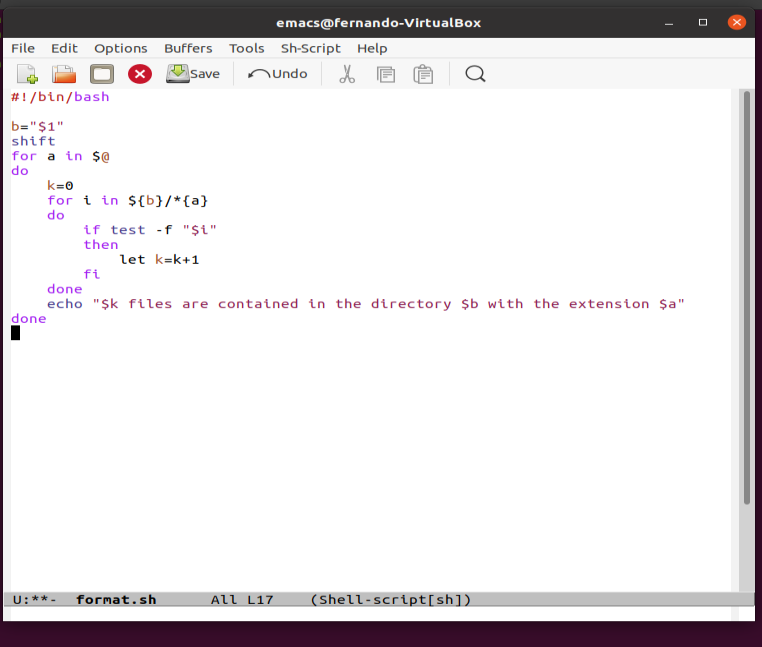 emacs@fernando-VirtualBox
File Edit Options Buffers Tools Sh-Script Help
Save Undo
#!/bin/bash

b="$1"
shift
for a in $@
do
    k=0
    for i in ${b}/*{a}
    do
        if test -f "$i"
        then
            let k=k+1
        fi
    done
    echo "$k files are contained in the directory $b with the extension $a"
done
U:**-  format.sh      All L17    (Shell-script[sh])